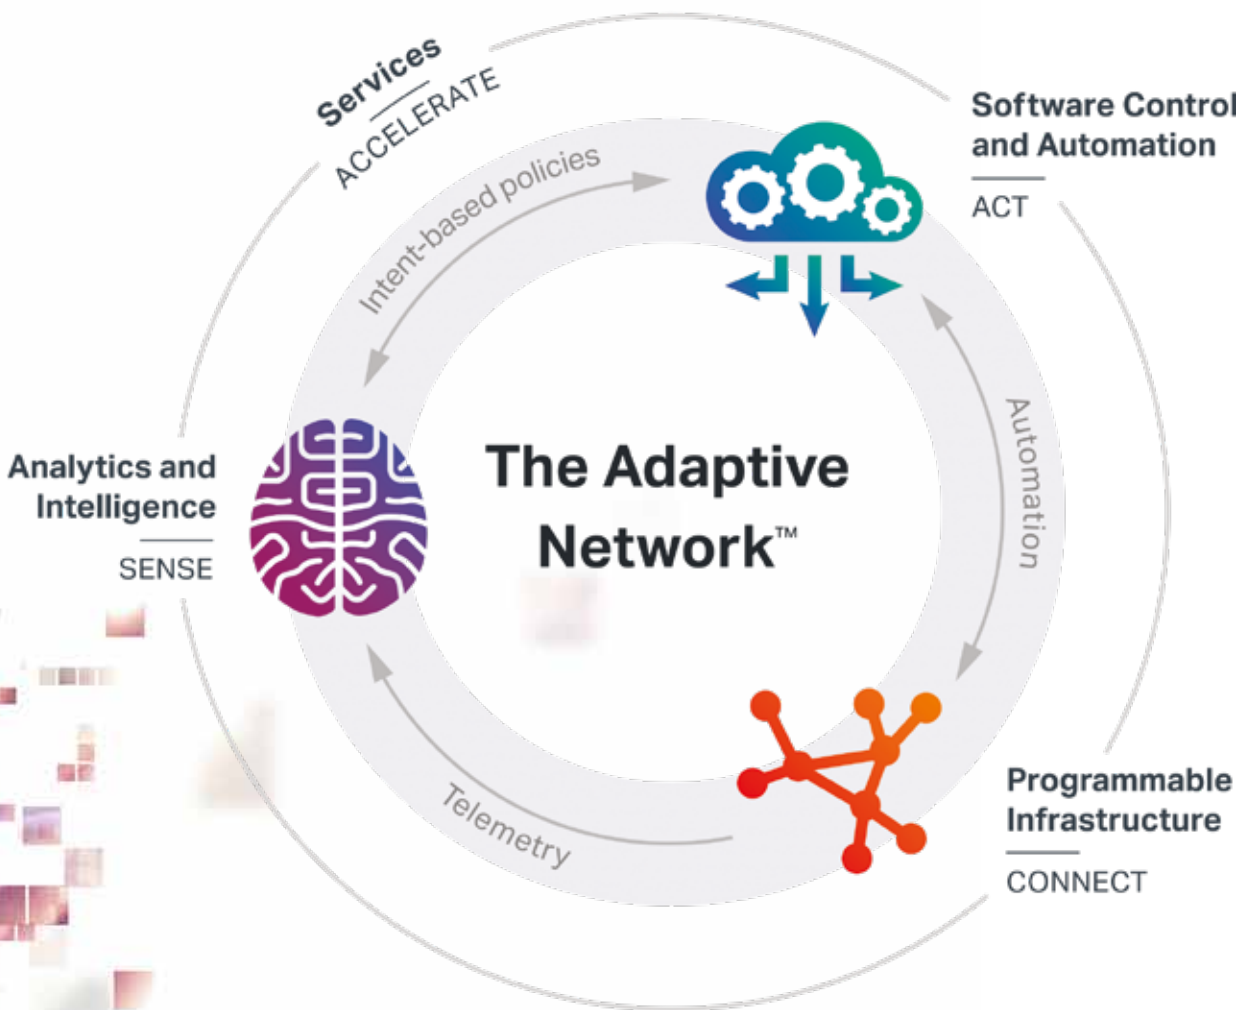 Services
ACCELERATE
Software Control
and Automation
ACT
Intent-based policies
Automation
Analytics and
Intelligence
SENSE
The Adaptive
Network™
Telemetry
Programmable
Infrastructure
CONNECT